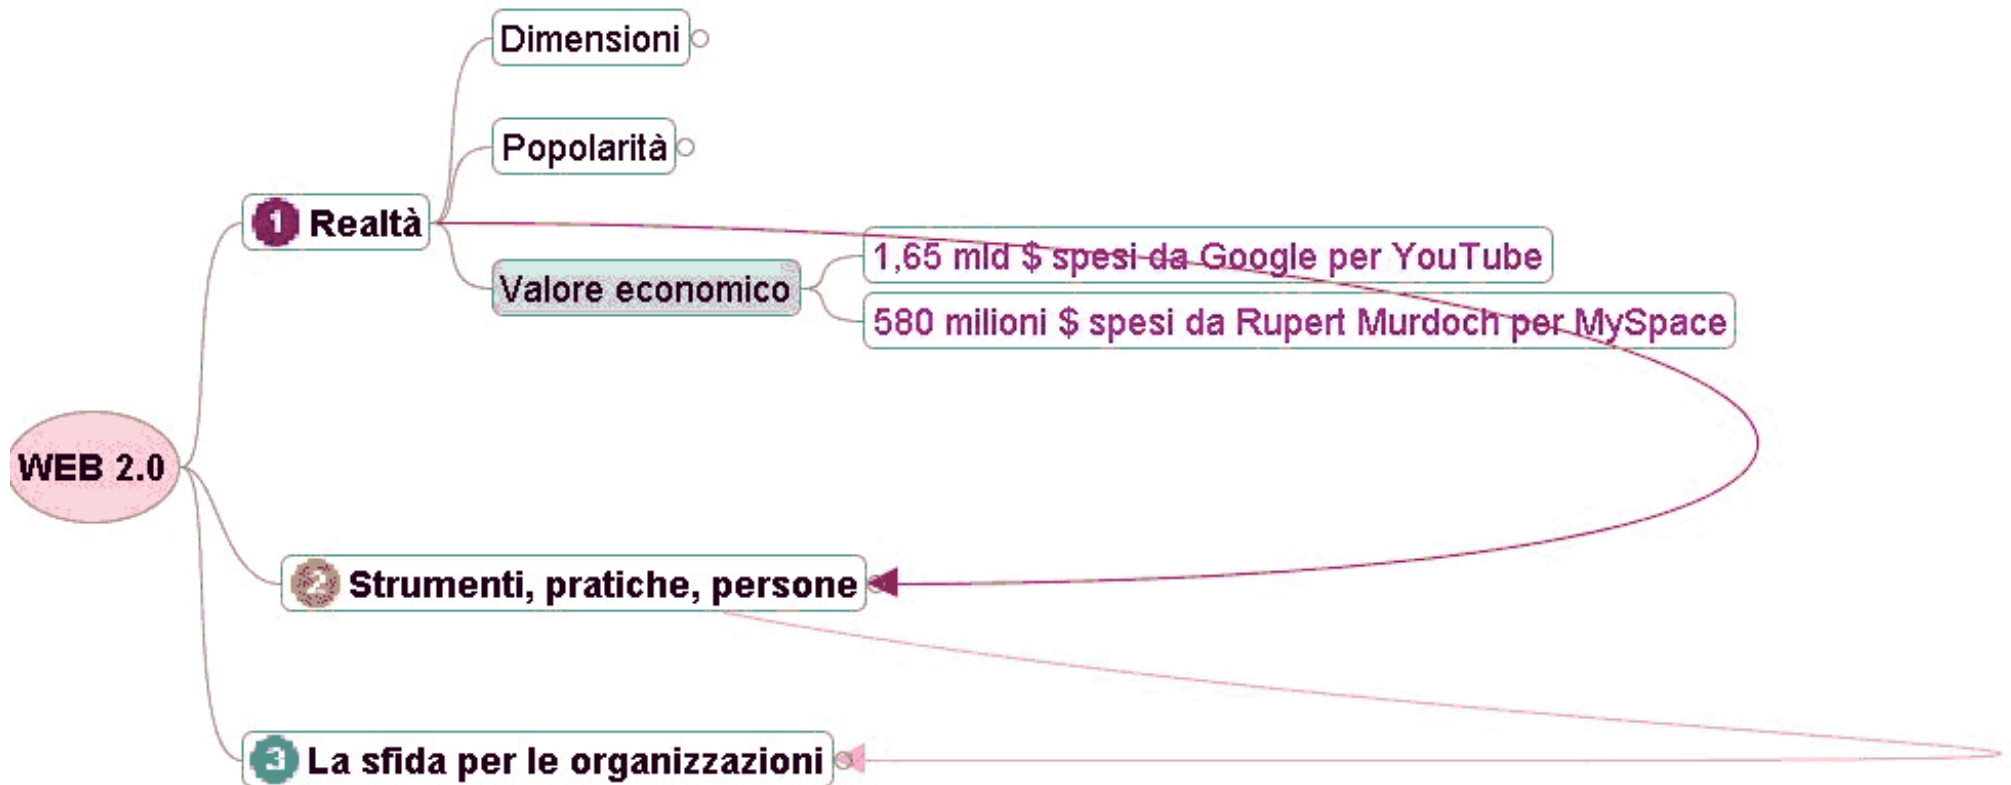 Dimensioni
Popolarità
1 Realtà
1,65 mld $ spesi da Google per YouTube
Valore economico
580 milioni $ spesi da Rupert Murdoch per MySpace
WEB 2.0
2 Strumenti, pratiche, persone
3 La sfida per le organizzazioni